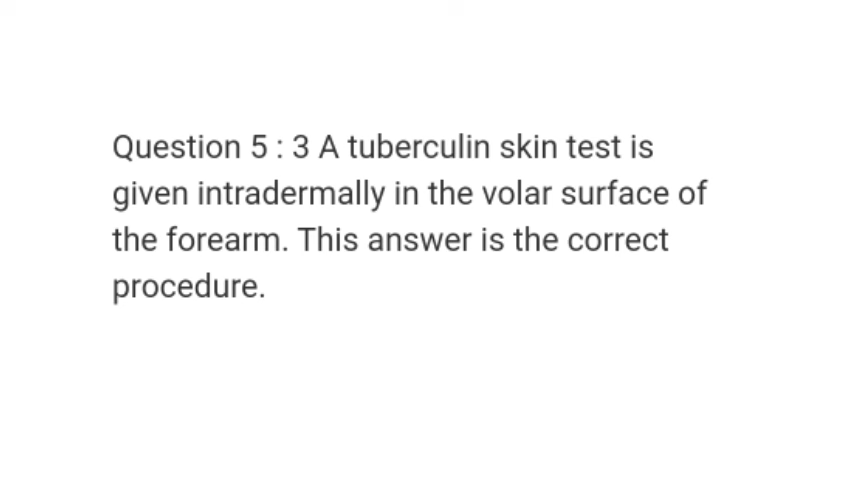 Question 5 : 3 A tuberculin skin test is
given intradermally in the volar surface of
the forearm. This answer is the correct
procedure.